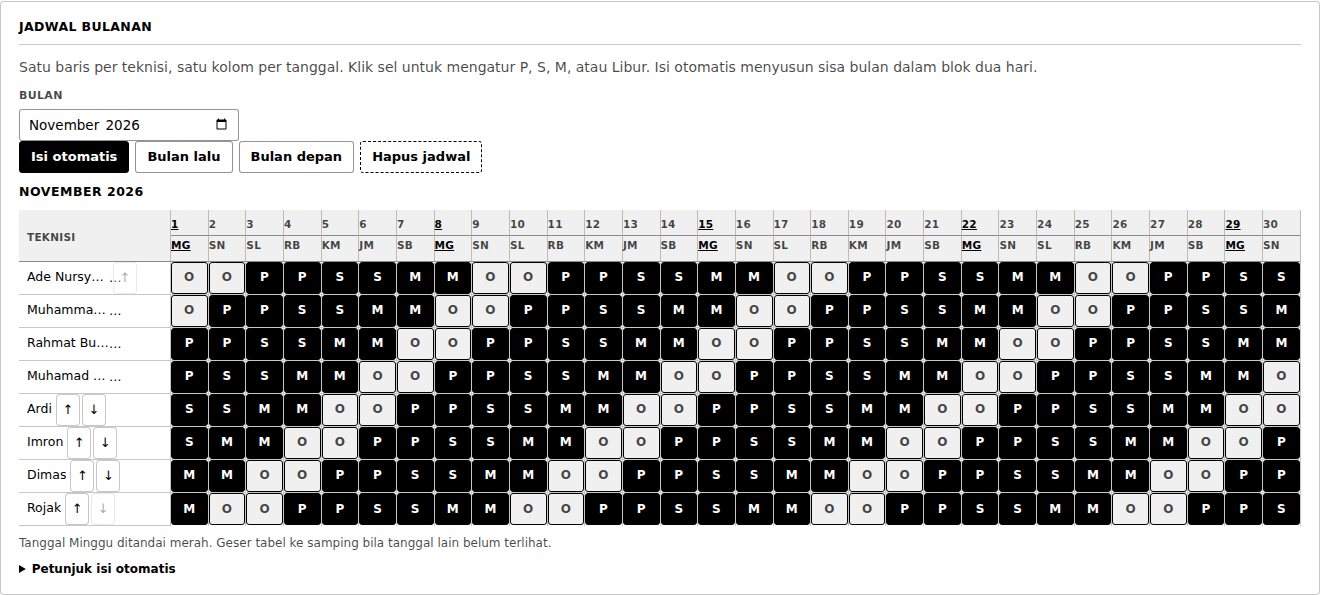 JADWAL BULANAN
Satu baris per teknisi, satu kolom per tanggal. Klik sel untuk mengatur P, S, M, atau Libur. Isi otomatis menyusun sisa bulan dalam blok dua hari.
BULAN
November 2026
Isi otomatis Bulan lalu Bulan depan Hapus jadwal
NOVEMBER 2026
TEKNISI 1 2 3 4 5 6 7 8 9 10 11 12 13 14 15 16 17 18 19 20 21 22 23 24 25 26 27 28 29 30
MG SN SL RB KM JM SB MG SN SL RB KM JM SB MG SN SL RB KM JM SB MG SN SL RB KM JM SB MG SN
Ade Nursy... ... ↑ O O P P S S M M O O P P S S M M O O P P S S M M O O P P S S
Muhamma... ... O P P S S M M O O P P S S M M O O P P S S M M O O P P S S M
Rahmat Bu... ... P P S S M M O O P P S S M M O O P P S S M M O O P P S S M M
Muhamad ... ... P S S M M O O P P S S M M O O P P S S M M O O P P S S M M O
Ardi ↑ ↓ S S M M O O P P S S M M O O P P S S M M O O P P S S M M O O
Imron ↑ ↓ S M M O O P P S S M M O O P P S S M M O O P P S S M M O O P
Dimas ↑ ↓ M M O O P P S S M M O O P P S S M M O O P P S S M M O O P P
Rojak ↑ ↓ M O O P P S S M M O O P P S S M M O O P P S S M M O O P P S
Tanggal Minggu ditandai merah. Geser tabel ke samping bila tanggal lain belum terlihat.
▶ Petunjuk isi otomatis